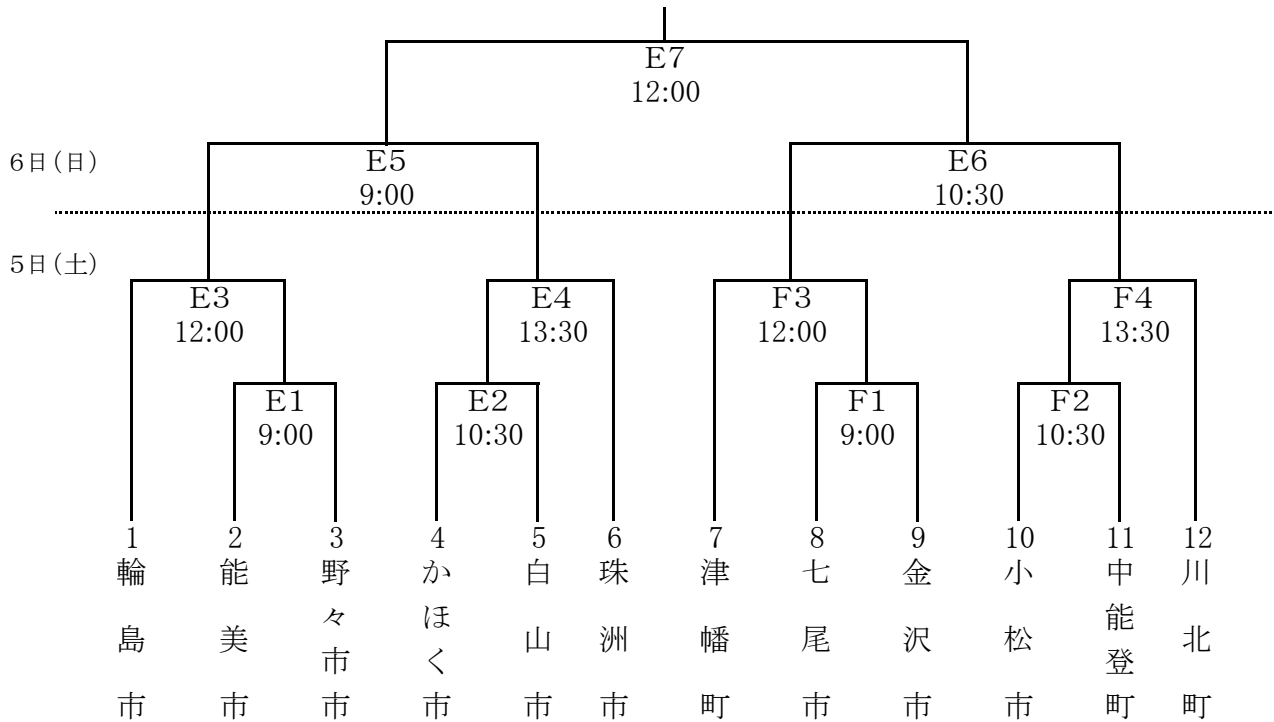 E7
12:00
6日(日)
E5
9:00
E6
10:30
5日(土)
E3
12:00
E4
13:30
F3
12:00
F4
13:30
E1
9:00
E2
10:30
F1
9:00
F2
10:30
1
輪島市
2
能美市
3
野々市市
4
かほく市
5
白山市
6
珠洲市
7
津幡町
8
七尾市
9
金沢市
10
小松市
11
中能登町
12
川北町